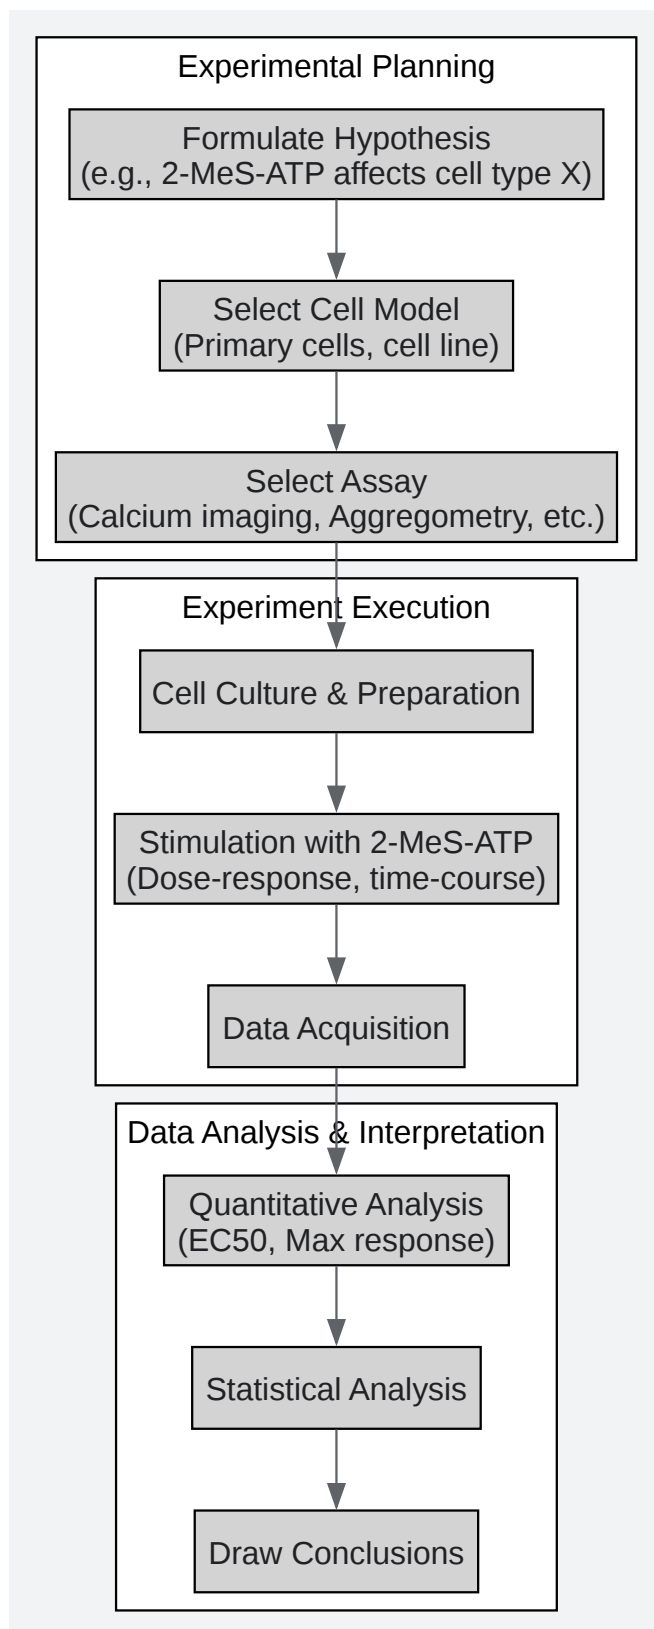 Experimental Planning
Formulate Hypothesis
(e.g., 2-MeS-ATP affects cell type X)
Select Cell Model
(Primary cells, cell line)
Select Assay
(Calcium imaging, Aggregometry, etc.)
Experiment Execution
Cell Culture & Preparation
Stimulation with 2-MeS-ATP
(Dose-response, time-course)
Data Acquisition
Data Analysis & Interpretation
Quantitative Analysis
(EC50, Max response)
Statistical Analysis
Draw Conclusions